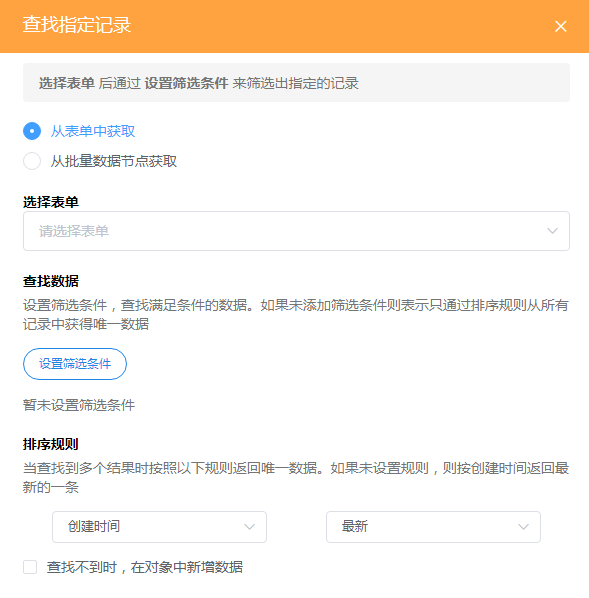 查找指定记录
选择表单 后通过 设置筛选条件 来筛选出指定的记录
从表单中获取
从批量数据节点获取
选择表单
请选择表单
查找数据
设置筛选条件，查找满足条件的数据。如果未添加筛选条件则表示只通过排序规则从所有
记录中获得唯一数据
设置筛选条件
暂未设置筛选条件
排序规则
当查找到多个结果时按照以下规则返回唯一数据。如果未设置规则，则按创建时间返回最
新的一条
创建时间 最新
查找不到时，在对象中新增数据